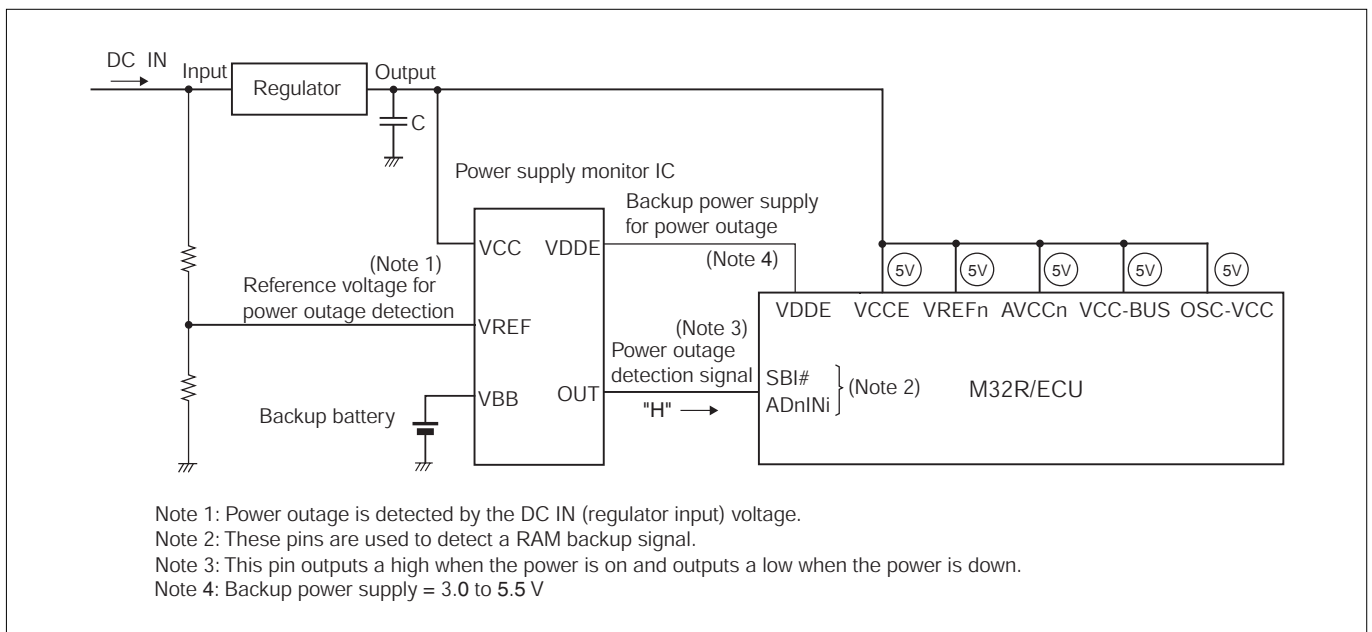 DC IN
Input
Regulator
Output
C
Power supply monitor IC
Backup power supply
for power outage
(Note 4)
VCC
VDDE
(Note 1)
Reference voltage for
power outage detection
VREF
(Note 3)
Power outage
detection signal
VBB
OUT
"H"
Backup battery
5V
5V
5V
5V
5V
VDDE VCCE VREFn AVCCn VCC-BUS OSC-VCC
SBI#
ADnINi
(Note 2)
M32R/ECU
Note 1: Power outage is detected by the DC IN (regulator input) voltage.
Note 2: These pins are used to detect a RAM backup signal.
Note 3: This pin outputs a high when the power is on and outputs a low when the power is down.
Note 4: Backup power supply = 3.0 to 5.5 V